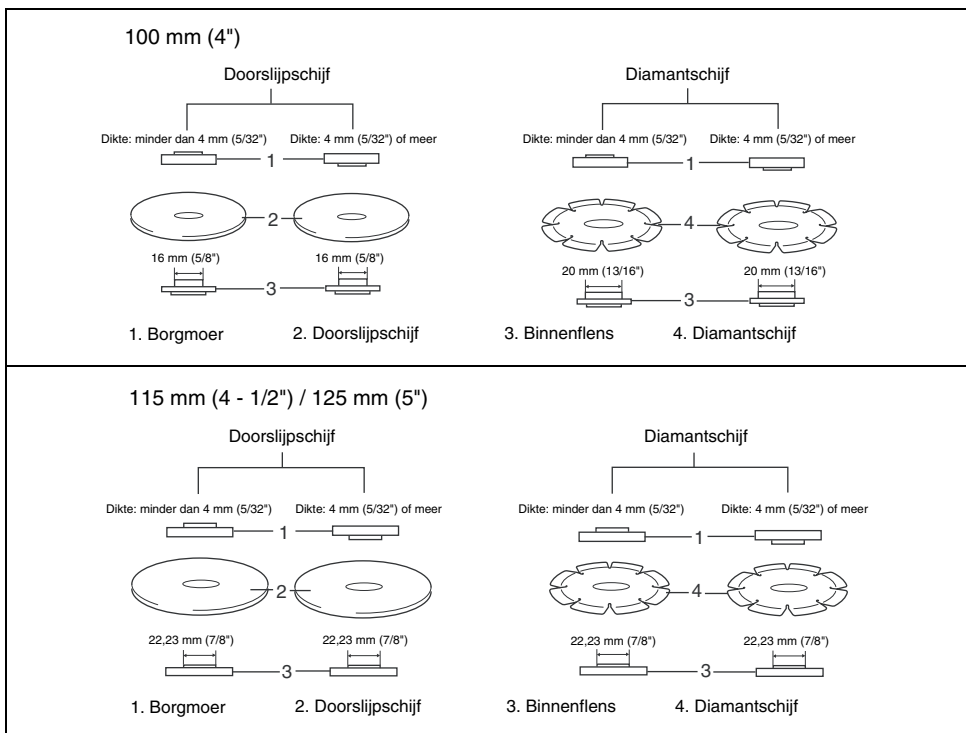 100 mm (4")
Doorslijpschijf Diamantschijf
Dikte: minder dan 4 mm (5/32") Dikte: 4 mm (5/32") of meer Dikte: minder dan 4 mm (5/32") Dikte: 4 mm (5/32") of meer
1 1
2 4
16 mm (5/8") 16 mm (5/8") 20 mm (13/16") 20 mm (13/16")
3 3
1. Borgmoer 2. Doorslijpschijf 3. Binnenflens 4. Diamantschijf
115 mm (4 - 1/2") / 125 mm (5")
Doorslijpschijf Diamantschijf
Dikte: minder dan 4 mm (5/32") Dikte: 4 mm (5/32") of meer Dikte: minder dan 4 mm (5/32") Dikte: 4 mm (5/32") of meer
1 1
2 4
22,23 mm (7/8") 22,23 mm (7/8") 22,23 mm (7/8") 22,23 mm (7/8")
3 3
1. Borgmoer 2. Doorslijpschijf 3. Binnenflens 4. Diamantschijf